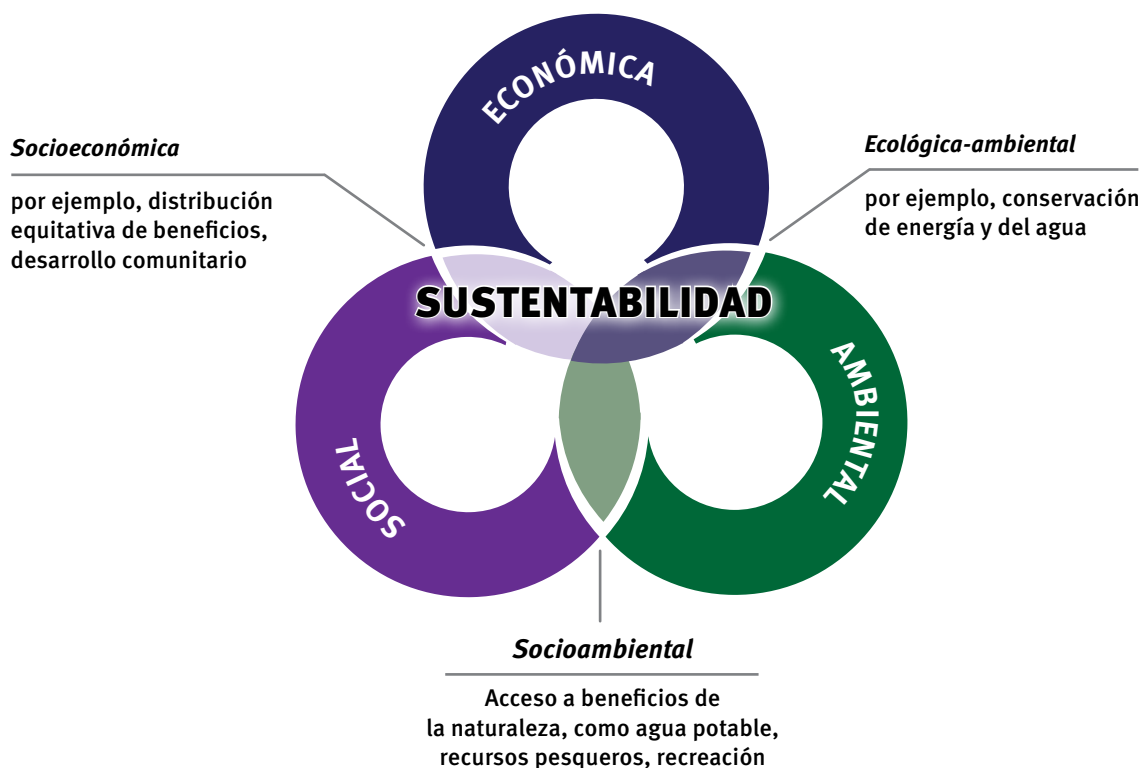 ECONÓMICA
Socioeconómica
por ejemplo, distribución
equitativa de beneficios,
desarrollo comunitario
Ecológica-ambiental
por ejemplo, conservación
de energía y del agua
SUSTENTABILIDAD
SOCIAL
AMBIENTAL
Socioambiental
Acceso a beneficios de
la naturaleza, como agua potable,
recursos pesqueros, recreación